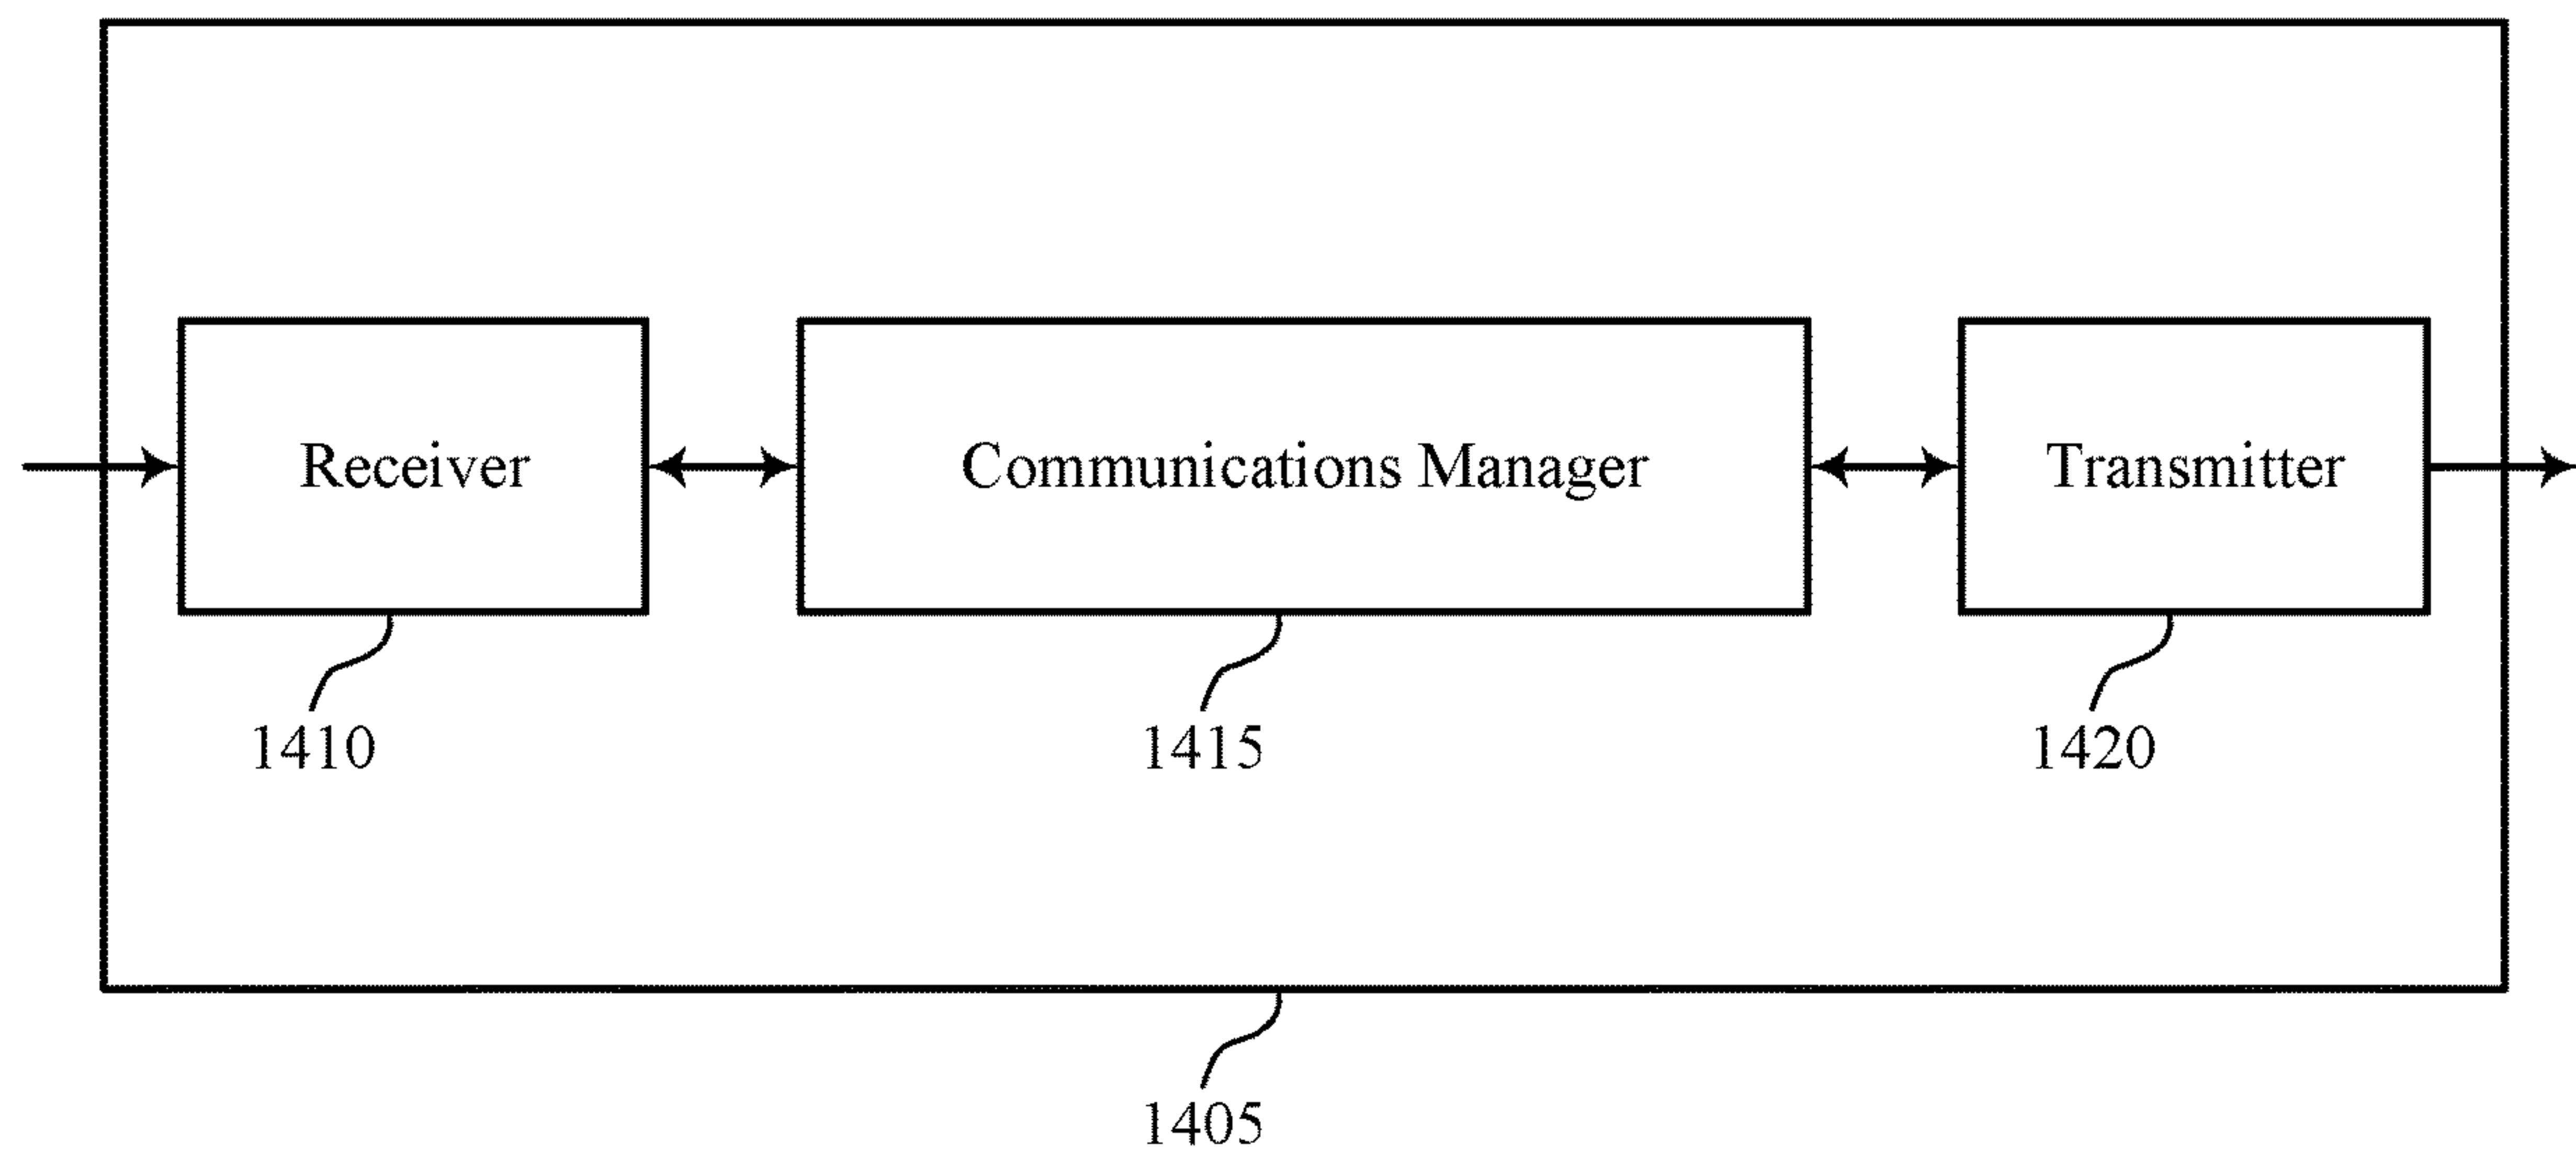 Receiver
Communications Manager
Transmitter
1410
1415
1420
1405